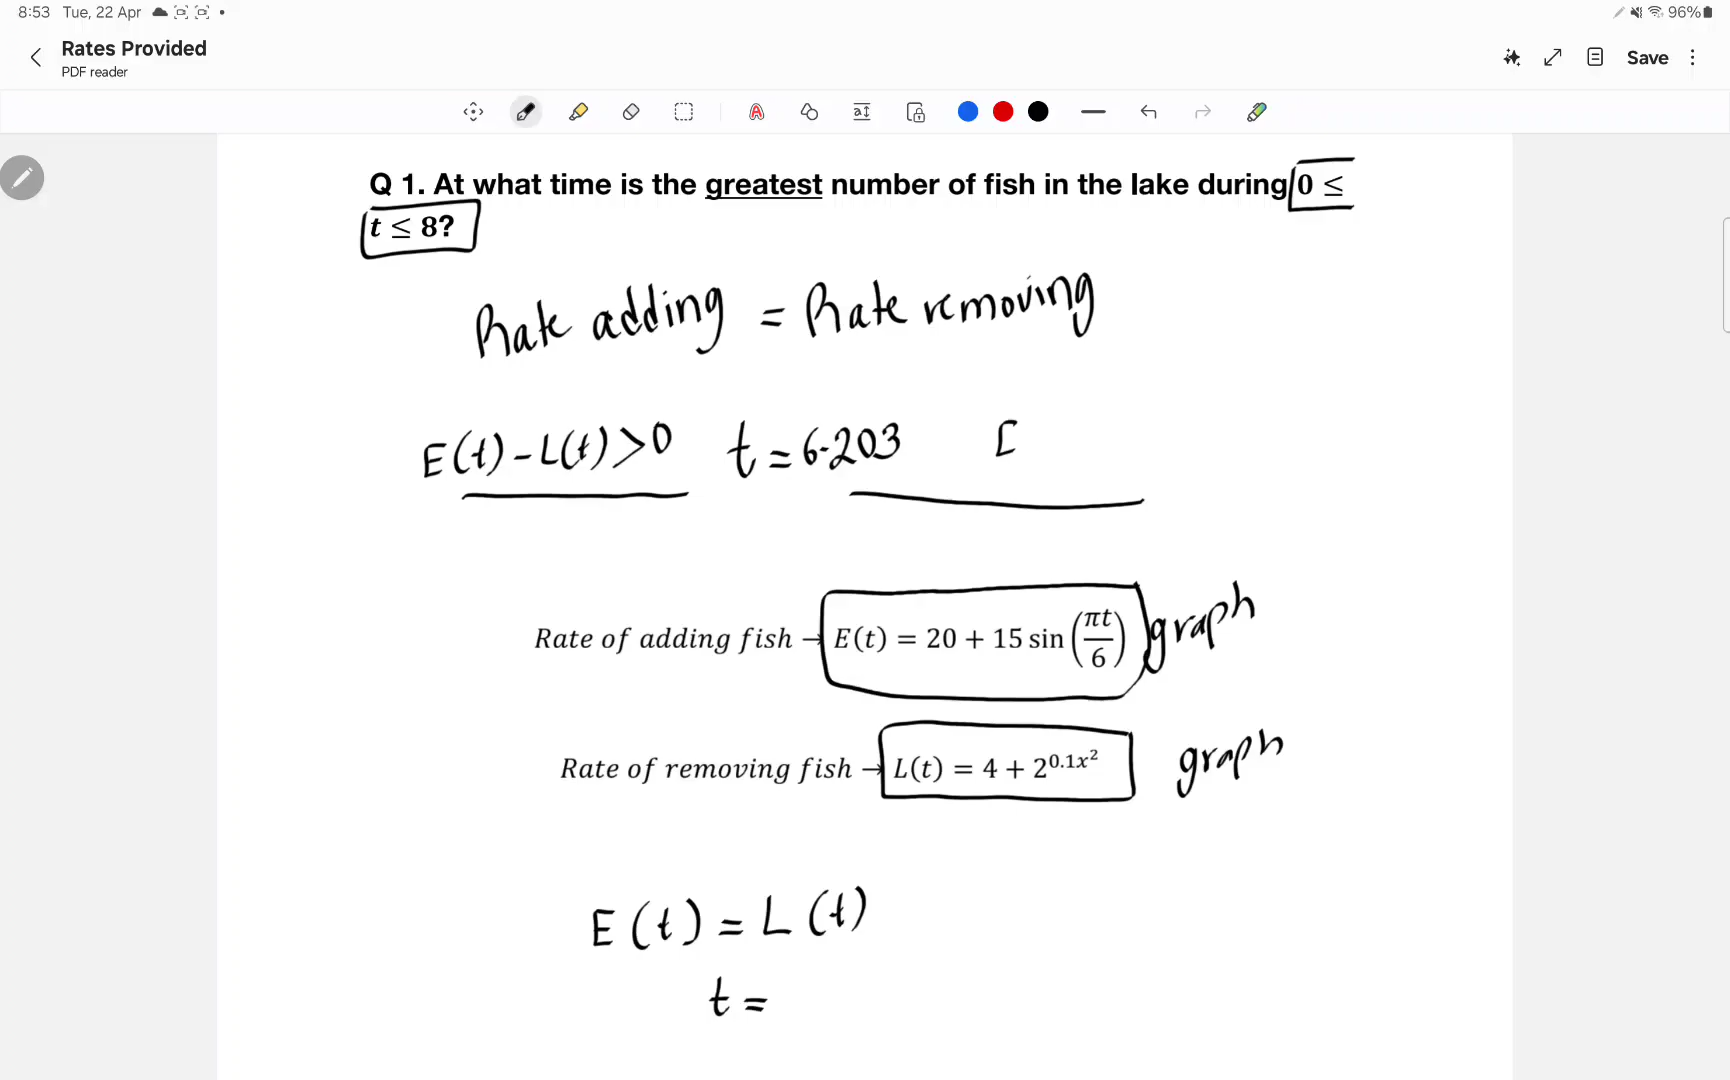 8:53 Tue, 22 Apr 96%
Rates Provided
PDF reader
Save
Q 1. At what time is the greatest number of fish in the lake during 0 ≤
t ≤ 8?
Rate adding = Rate removing
E(t) - L(t) > 0 t = 6.203 E
Rate of adding fish → E(t) = 20 + 15 sin (πt/6) graph
Rate of removing fish → L(t) = 4 + 2^{0.1x^2} graph
E(t) = L(t)
t =